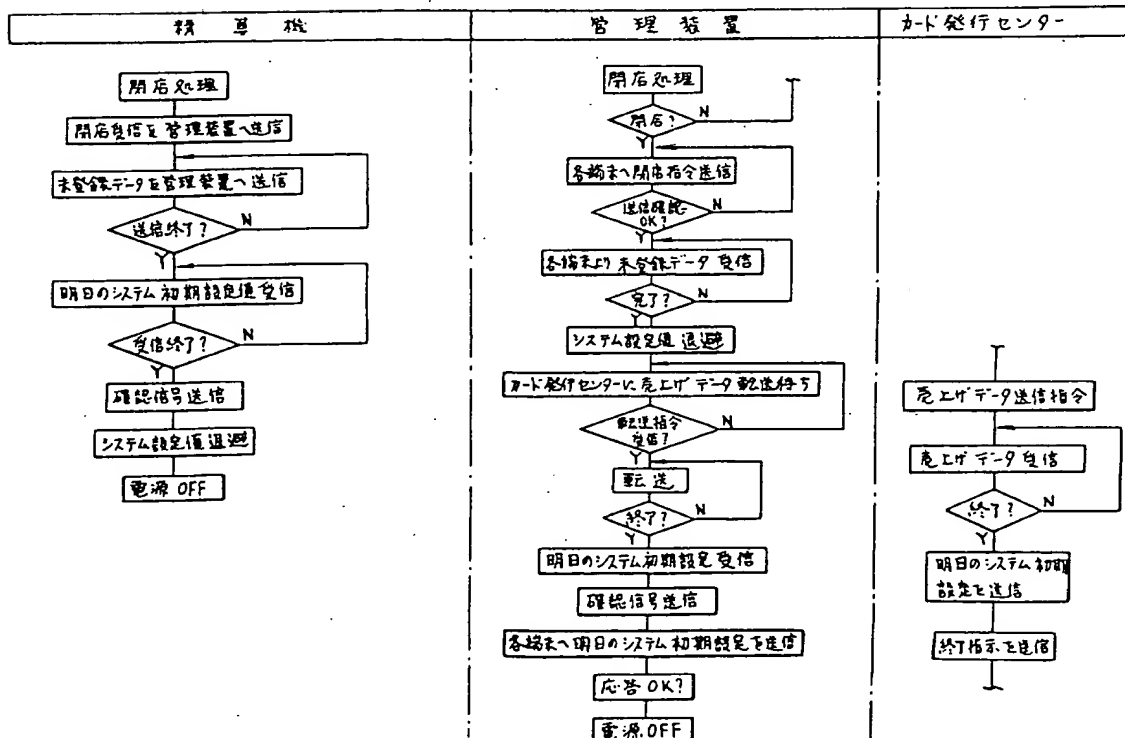 精算機
閉店処理
閉店受信を管理装置へ送信
未登録データを管理装置へ送信
送信終了?
N
Y
明日のシステム初期設定値受信
受信終了?
N
Y
確認信号送信
システム設定値退避
電源OFF
管理装置
閉店処理
閉店?
N
Y
各端末へ閉店指令送信
送信確認
OK?
N
Y
各端末より未登録データ受信
完了?
N
Y
システム設定値退避
カード発行センターに売上げデータ転送待ち
転送指令
受信?
N
Y
転送
終了?
N
Y
明日のシステム初期設定受信
確認信号送信
各端末へ明日のシステム初期設定を送信
応答OK?
電源OFF
カード発行センター
売上げデータ送信指令
売上げデータ受信
終了?
N
Y
明日のシステム初期
設定を送信
終了指示を送信